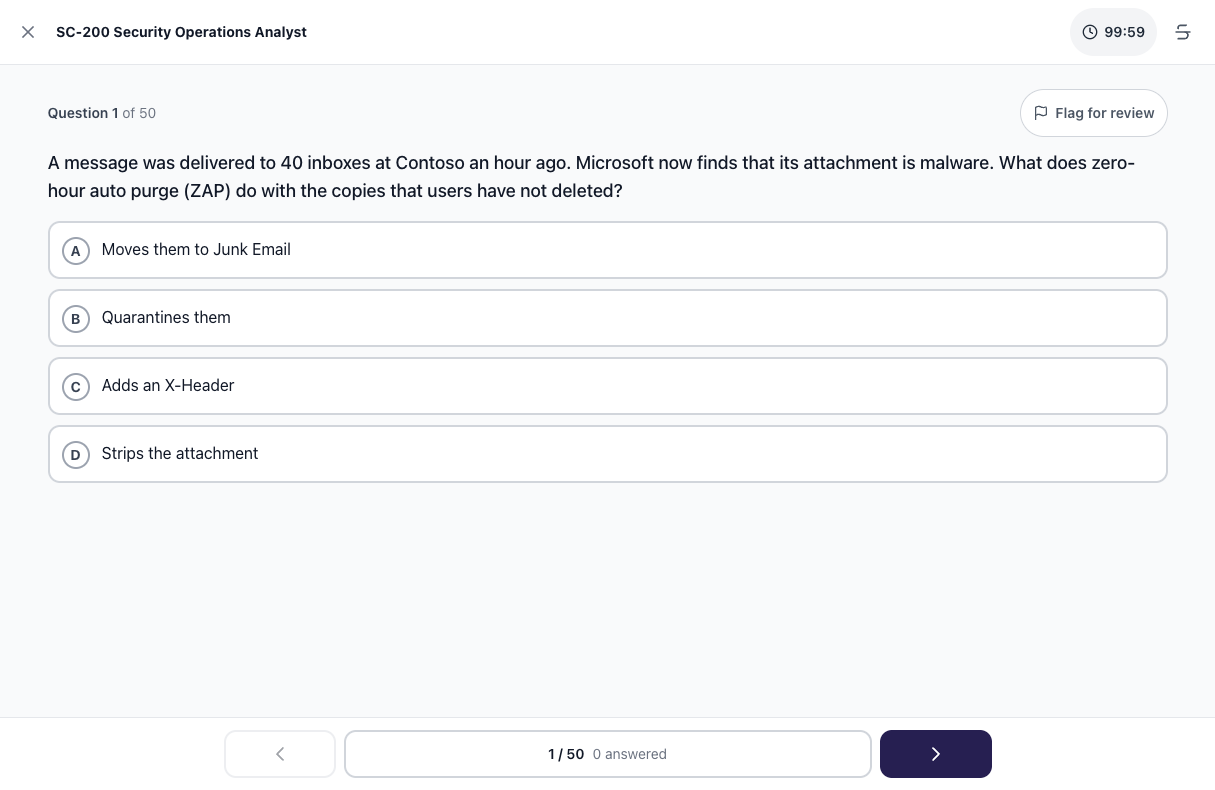 SC-200 Security Operations Analyst
99:59
Question 1 of 50
Flag for review
A message was delivered to 40 inboxes at Contoso an hour ago. Microsoft now finds that its attachment is malware. What does zero-
hour auto purge (ZAP) do with the copies that users have not deleted?
A Moves them to Junk Email
B Quarantines them
C Adds an X-Header
D Strips the attachment
1 / 50 0 answered